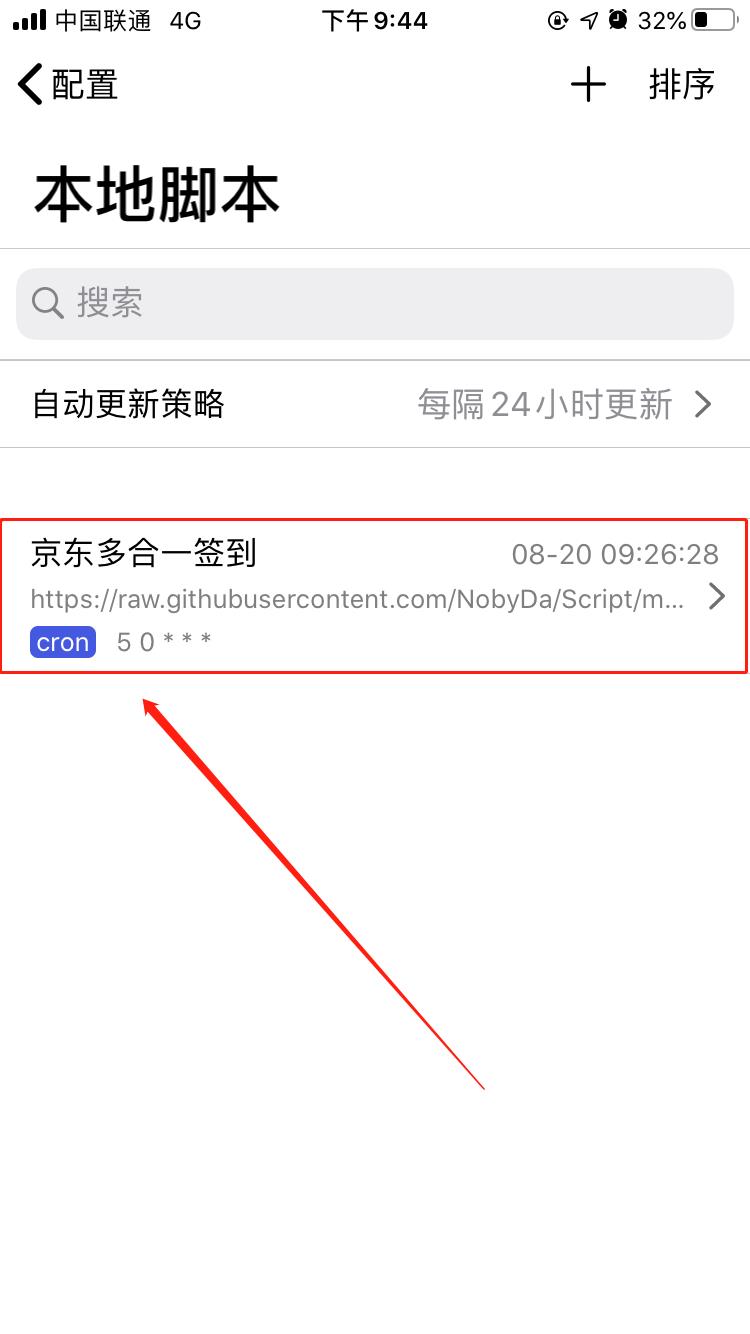 中国联通 4G 下午9:44 32%
配置 排序
本地脚本
搜索
自动更新策略 每隔24小时更新
京东多合一签到 08-20 09:26:28
https://raw.githubusercontent.com/NobyDa/Script/m...
cron 5 0 * * *